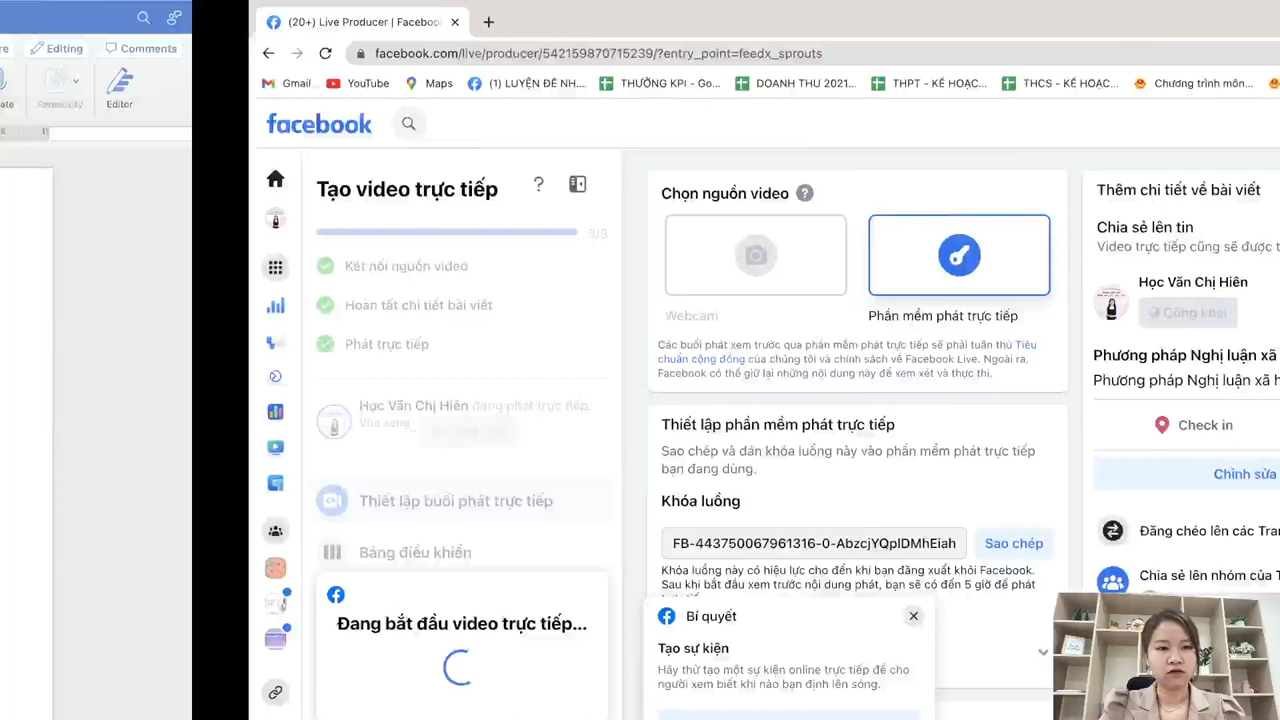 Editing
Comments
Editor
(20+) Live Producer | Facebook
facebook.com/live/producer/542159870715239/?entry_point=feedx_sprouts
Gmail
YouTube
Maps
(1) LUYỆN ĐỀ NH...
THƯỞNG KPI - Go...
DOANH THU 2021...
THPT - KẾ HOẠC...
THCS - KẾ HOẠC...
Chương trình môn...
facebook
Tạo video trực tiếp
3/3
Kết nối nguồn video
Hoàn tất chi tiết bài viết
Phát trực tiếp
Học Văn Chị Hiên đang phát trực tiếp.
Vừa xong
Thiết lập buổi phát trực tiếp
Bảng điều khiển
Đang bắt đầu video trực tiếp...
Chọn nguồn video
Webcam
Phần mềm phát trực tiếp
Các buổi phát xem trước qua phần mềm phát trực tiếp sẽ phải tuân thủ Tiêu
chuẩn cộng đồng của chúng tôi và chính sách về Facebook Live. Ngoài ra,
Facebook có thể giữ lại những nội dung này để xem xét và thực thi.
Thiết lập phần mềm phát trực tiếp
Sao chép và dán khóa luồng này vào phần mềm phát trực tiếp
bạn đang dùng.
Khóa luồng
FB-443750067961316-0-AbzcjYQpIDMhEiah
Sao chép
Khóa luồng này có hiệu lực cho đến khi bạn đăng xuất khỏi Facebook.
Sau khi bắt đầu xem trước nội dung phát, bạn sẽ có đến 5 giờ để phát
Bí quyết
Tạo sự kiện
Hãy thử tạo một sự kiện online trực tiếp để cho
người xem biết khi nào bạn định lên sóng.
Thêm chi tiết về bài viết
Chia sẻ lên tin
Video trực tiếp cũng sẽ được t
Học Văn Chị Hiên
Công khai
Phương pháp Nghị luận xã
Phương pháp Nghị luận xã h
Check in
Chỉnh sửa
Đăng chéo lên các Tran
Chia sẻ lên nhóm của T